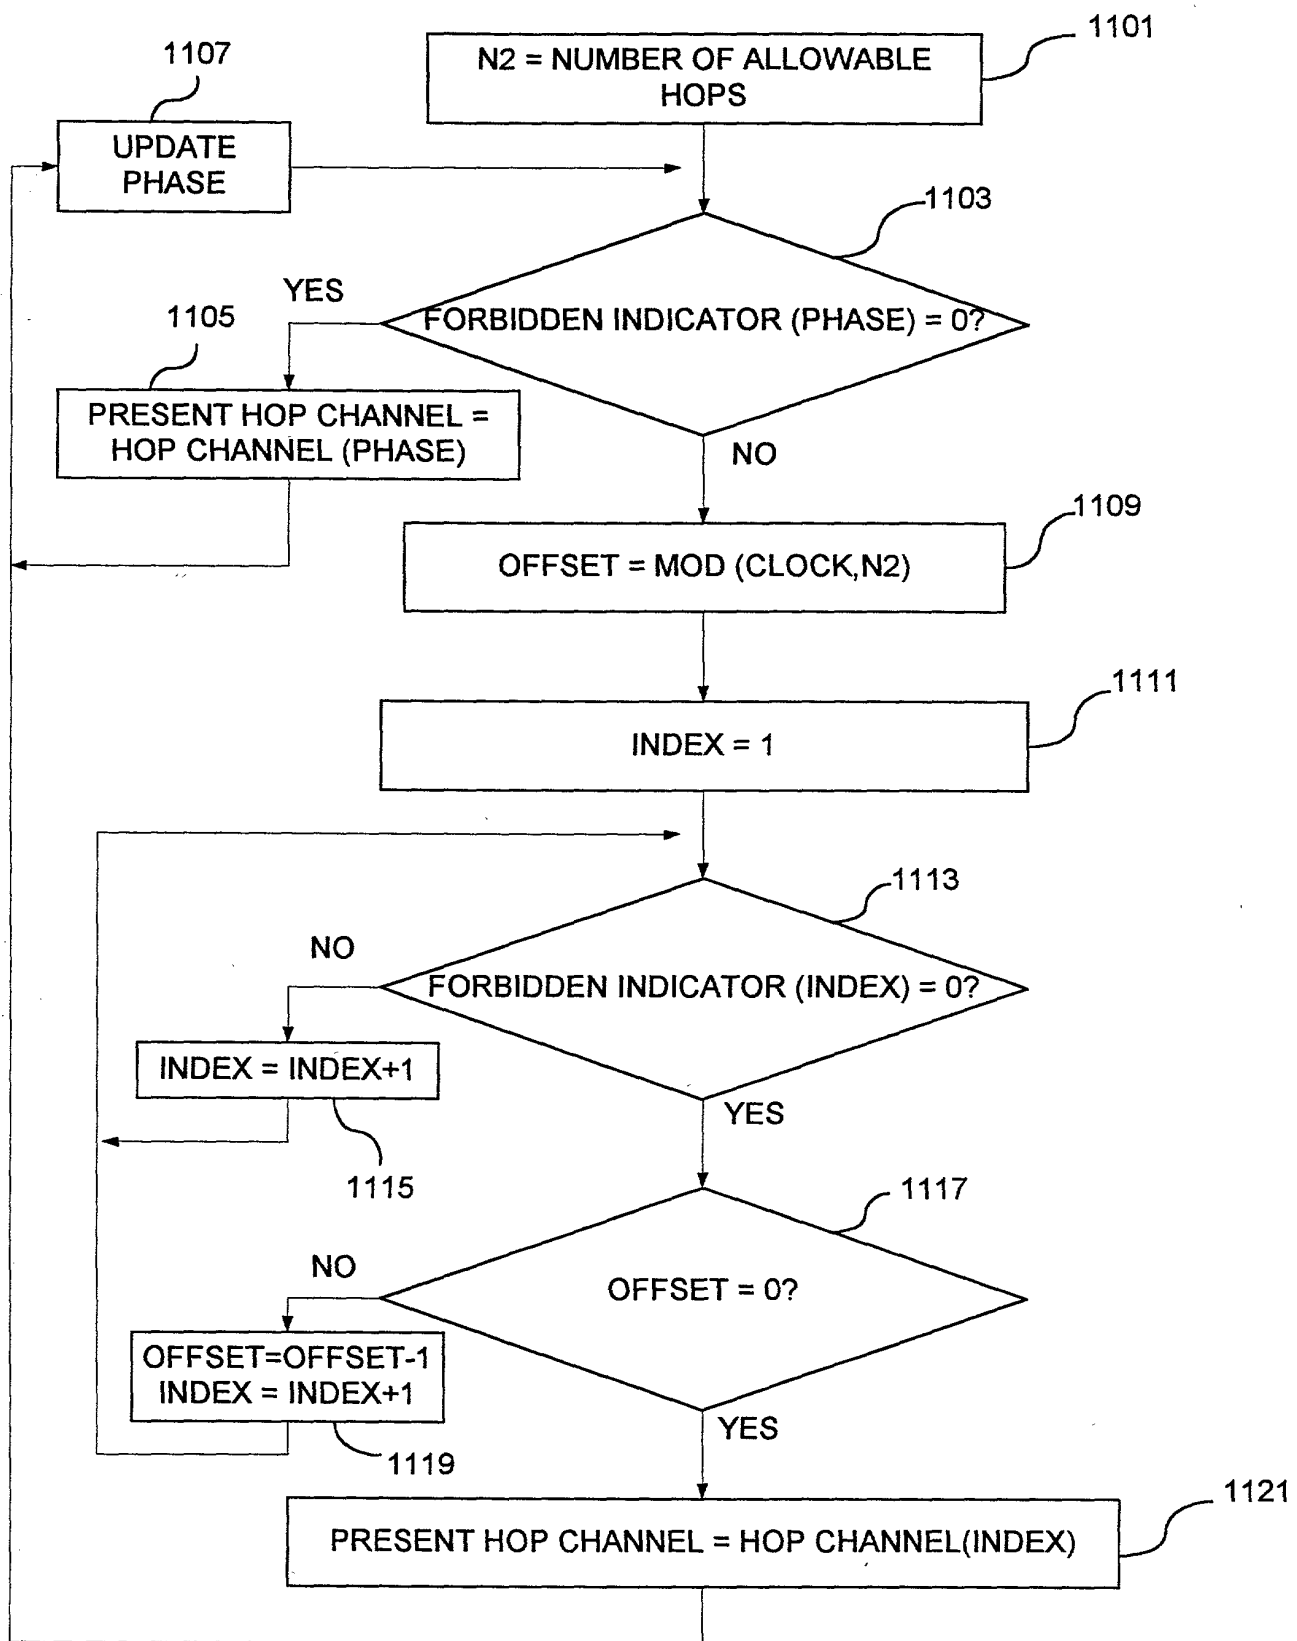 1101
N2 = NUMBER OF ALLOWABLE
HOPS
1107
UPDATE
PHASE
1103
FORBIDDEN INDICATOR (PHASE) = 0?
YES
1105
PRESENT HOP CHANNEL =
HOP CHANNEL (PHASE)
NO
1109
OFFSET = MOD (CLOCK,N2)
1111
INDEX = 1
1113
FORBIDDEN INDICATOR (INDEX) = 0?
NO
INDEX = INDEX+1
1115
YES
1117
OFFSET = 0?
NO
OFFSET=OFFSET-1
INDEX = INDEX+1
1119
YES
1121
PRESENT HOP CHANNEL = HOP CHANNEL(INDEX)